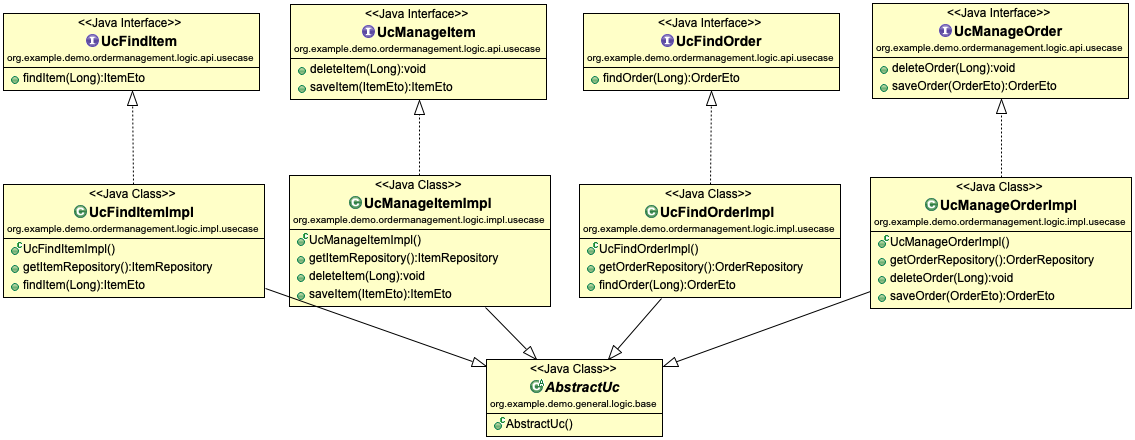 <<Java Interface>>
UcFindItem
org.example.demo.ordermanagement.logic.api.usecase
findItem(Long):ItemEto
<<Java Interface>>
UcManageItem
org.example.demo.ordermanagement.logic.api.usecase
deleteItem(Long):void
saveItem(ItemEto):ItemEto
<<Java Interface>>
UcFindOrder
org.example.demo.ordermanagement.logic.api.usecase
findOrder(Long):OrderEto
<<Java Interface>>
UcManageOrder
org.example.demo.ordermanagement.logic.api.usecase
deleteOrder(Long):void
saveOrder(OrderEto):OrderEto
<<Java Class>>
UcFindItemImpl
org.example.demo.ordermanagement.logic.impl.usecase
UcFindItemImpl()
getItemRepository():ItemRepository
findItem(Long):ItemEto
<<Java Class>>
UcManageItemImpl
org.example.demo.ordermanagement.logic.impl.usecase
UcManageItemImpl()
getItemRepository():ItemRepository
deleteItem(Long):void
saveItem(ItemEto):ItemEto
<<Java Class>>
UcFindOrderImpl
org.example.demo.ordermanagement.logic.impl.usecase
UcFindOrderImpl()
getOrderRepository():OrderRepository
findOrder(Long):OrderEto
<<Java Class>>
UcManageOrderImpl
org.example.demo.ordermanagement.logic.impl.usecase
UcManageOrderImpl()
getOrderRepository():OrderRepository
deleteOrder(Long):void
saveOrder(OrderEto):OrderEto
<<Java Class>>
AbstractUc
org.example.demo.general.logic.base
AbstractUc()